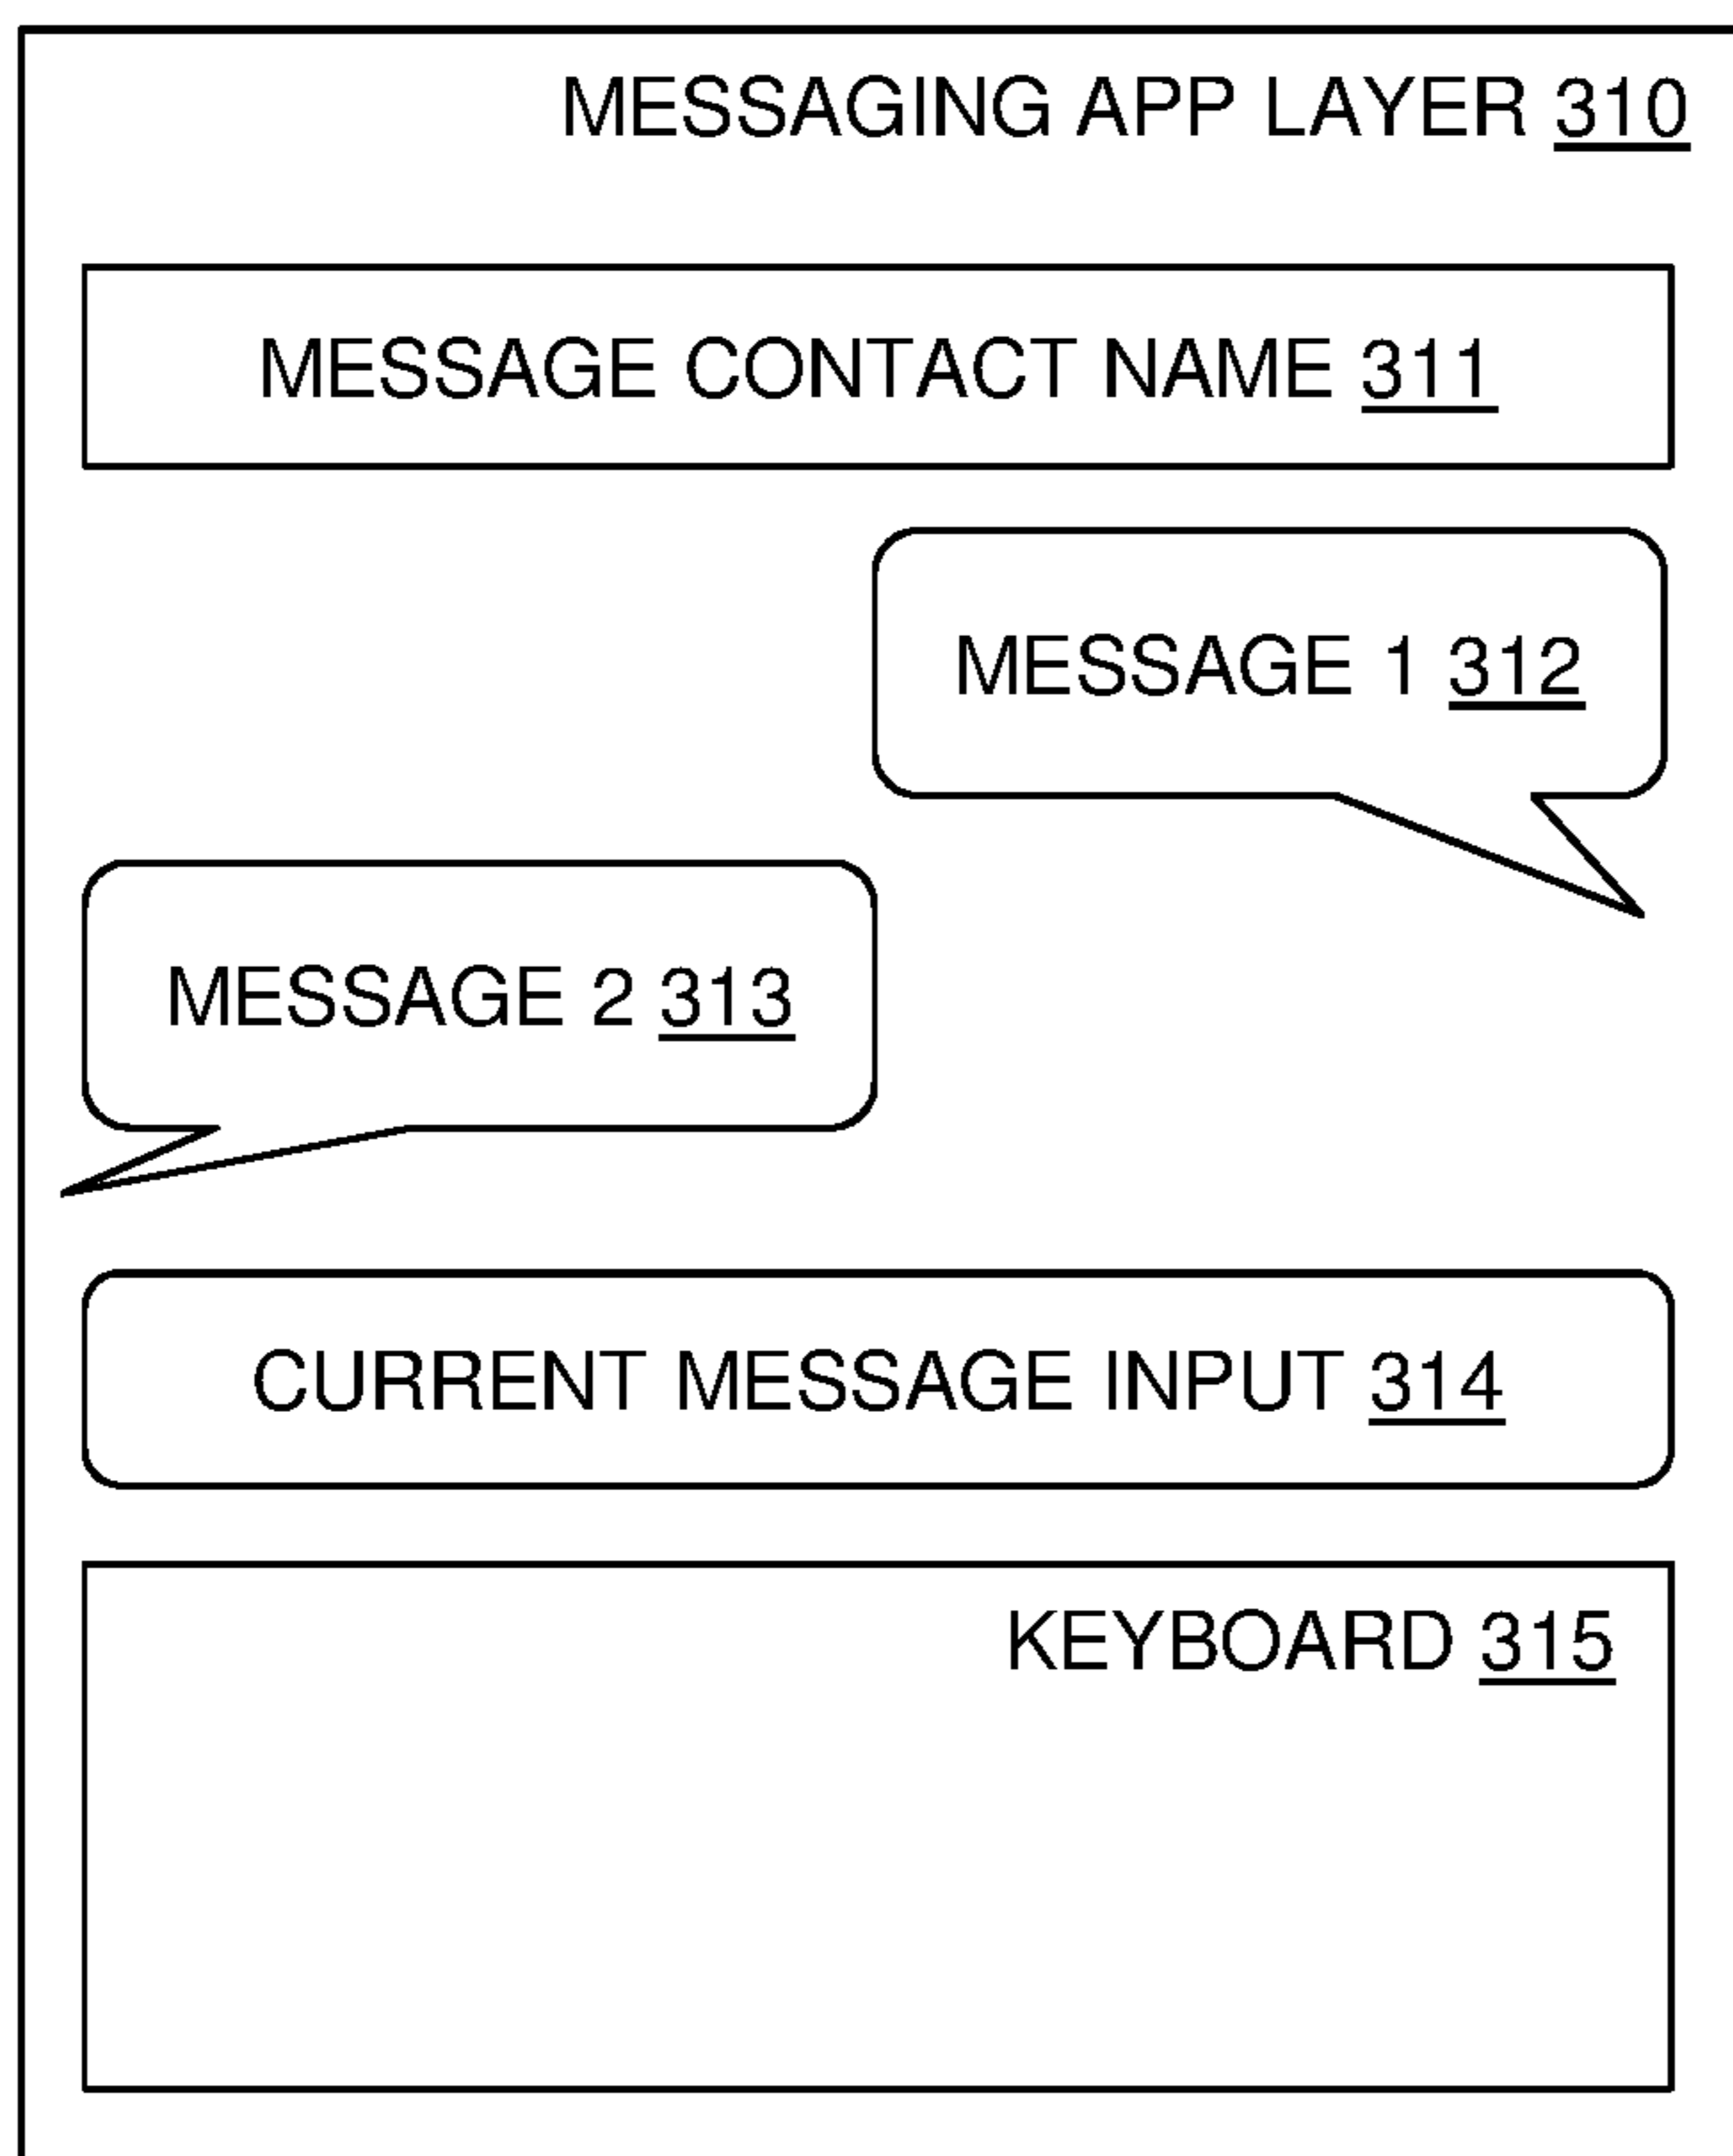 MESSAGING APP LAYER 310
MESSAGE CONTACT NAME 311
MESSAGE 1 312
MESSAGE 2 313
CURRENT MESSAGE INPUT 314
KEYBOARD 315